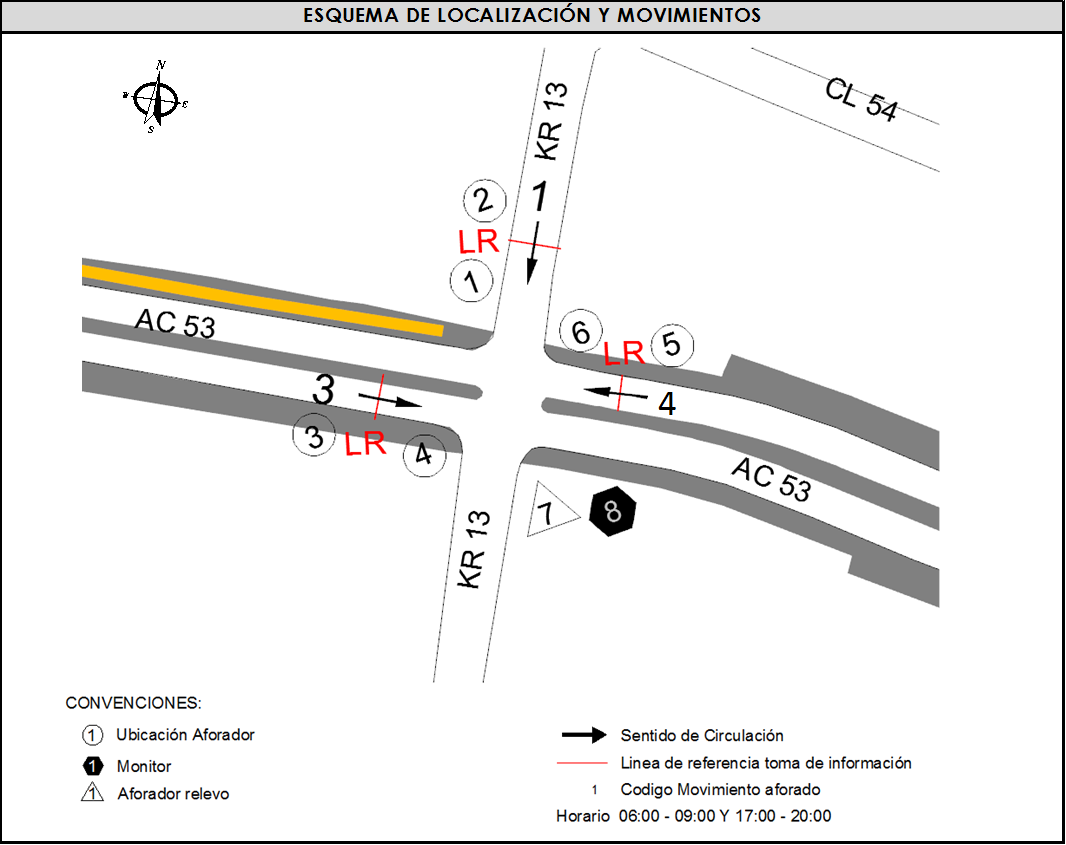 ESQUEMA DE LOCALIZACIÓN Y MOVIMIENTOS
N
W
E
S
KR 13
CL 54
2
1
LR
1
AC 53
6
LR
5
3
4
3
LR
4
AC 53
7
8
KR 13
CONVENCIONES:
1 Ubicación Aforador
1 Monitor
1 Aforador relevo
Sentido de Circulación
Linea de referencia toma de información
1 Codigo Movimiento aforado
Horario 06:00 - 09:00 Y 17:00 - 20:00